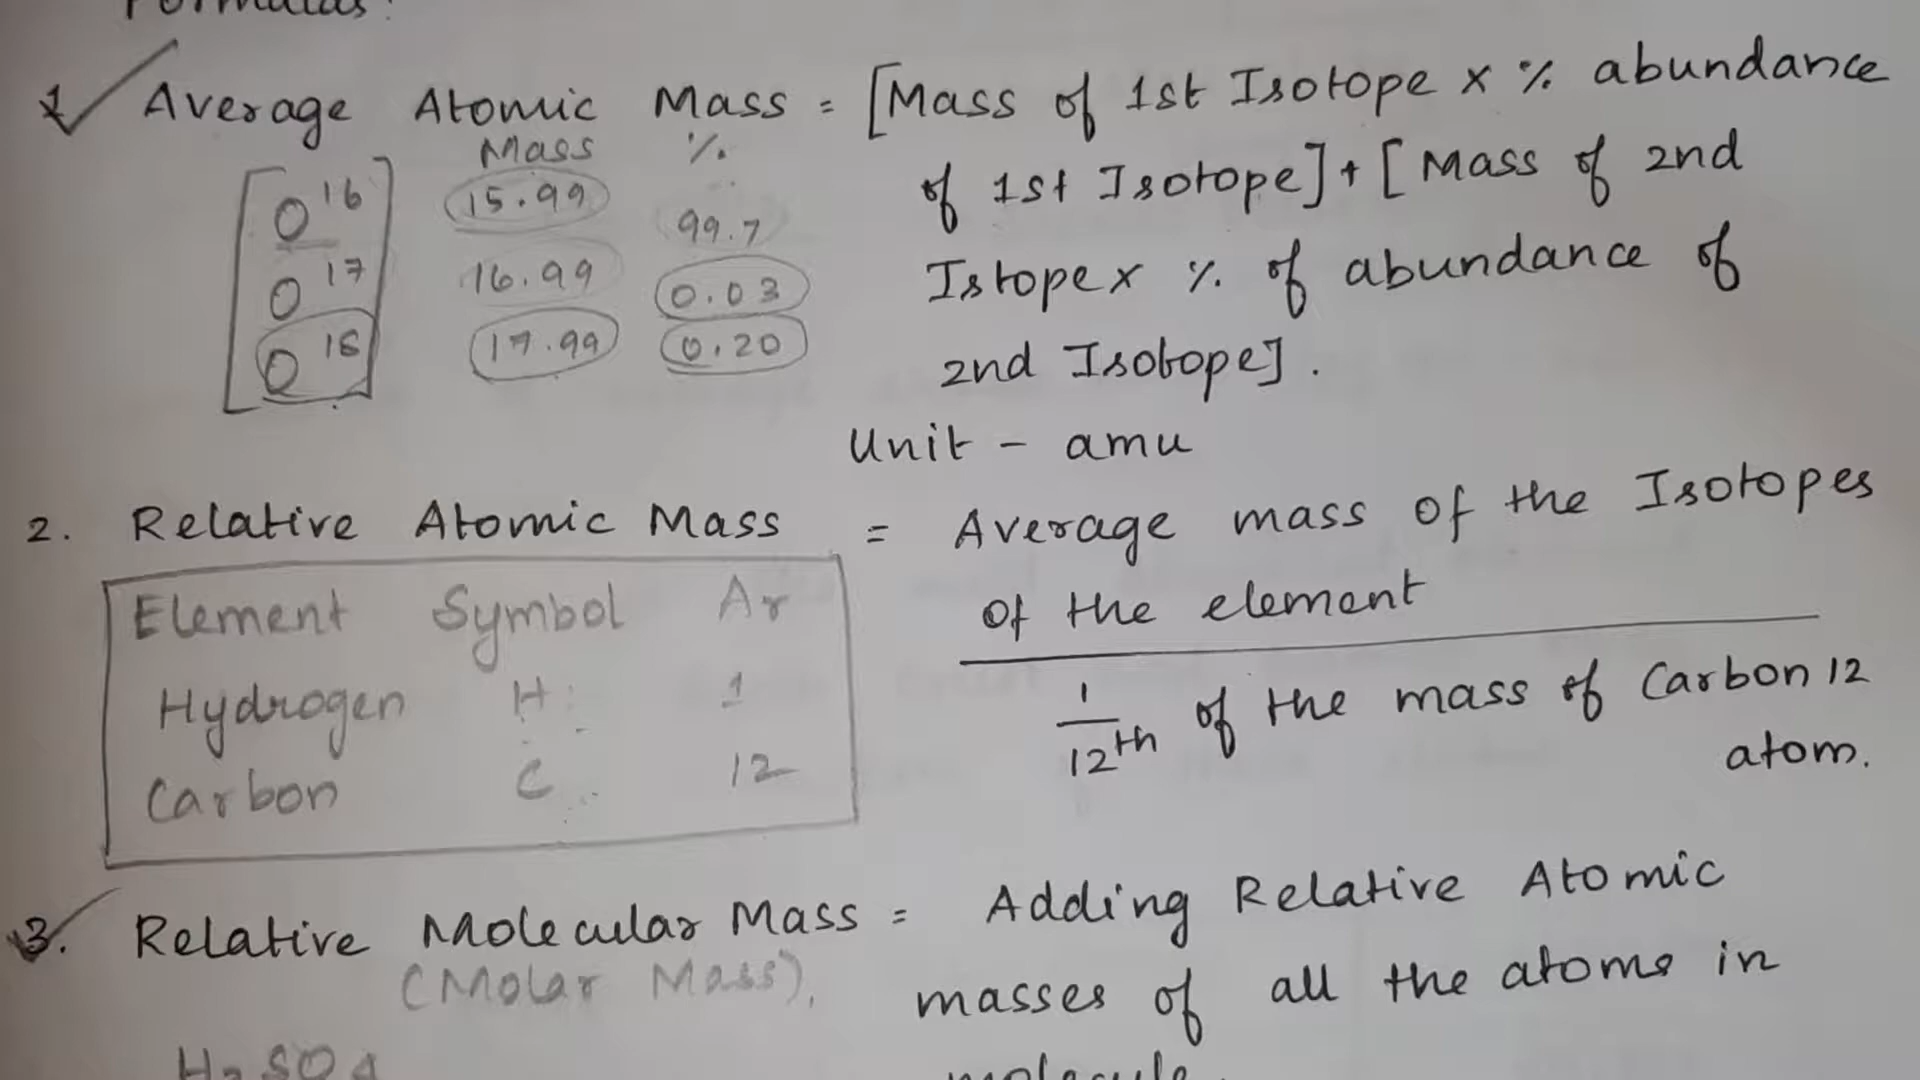 Formulas:
1. Average Atomic Mass = [Mass of 1st Isotope x % abundance
of 1st Isotope] + [Mass of 2nd
Istope x % of abundance of
2nd Isotope].
Mass %
O¹⁶ 15.99 99.7
O¹⁷ 16.99 0.03
O¹⁸ 17.99 0.20
Unit - amu
2. Relative Atomic Mass = Average mass of the Isotopes
of the element
1/12th of the mass of Carbon 12
atom.
Element Symbol Ar
Hydrogen H 1
Carbon C 12
3. Relative Molecular Mass = Adding Relative Atomic
(Molar Mass), masses of all the atoms in
H₂SO₄ molecule.